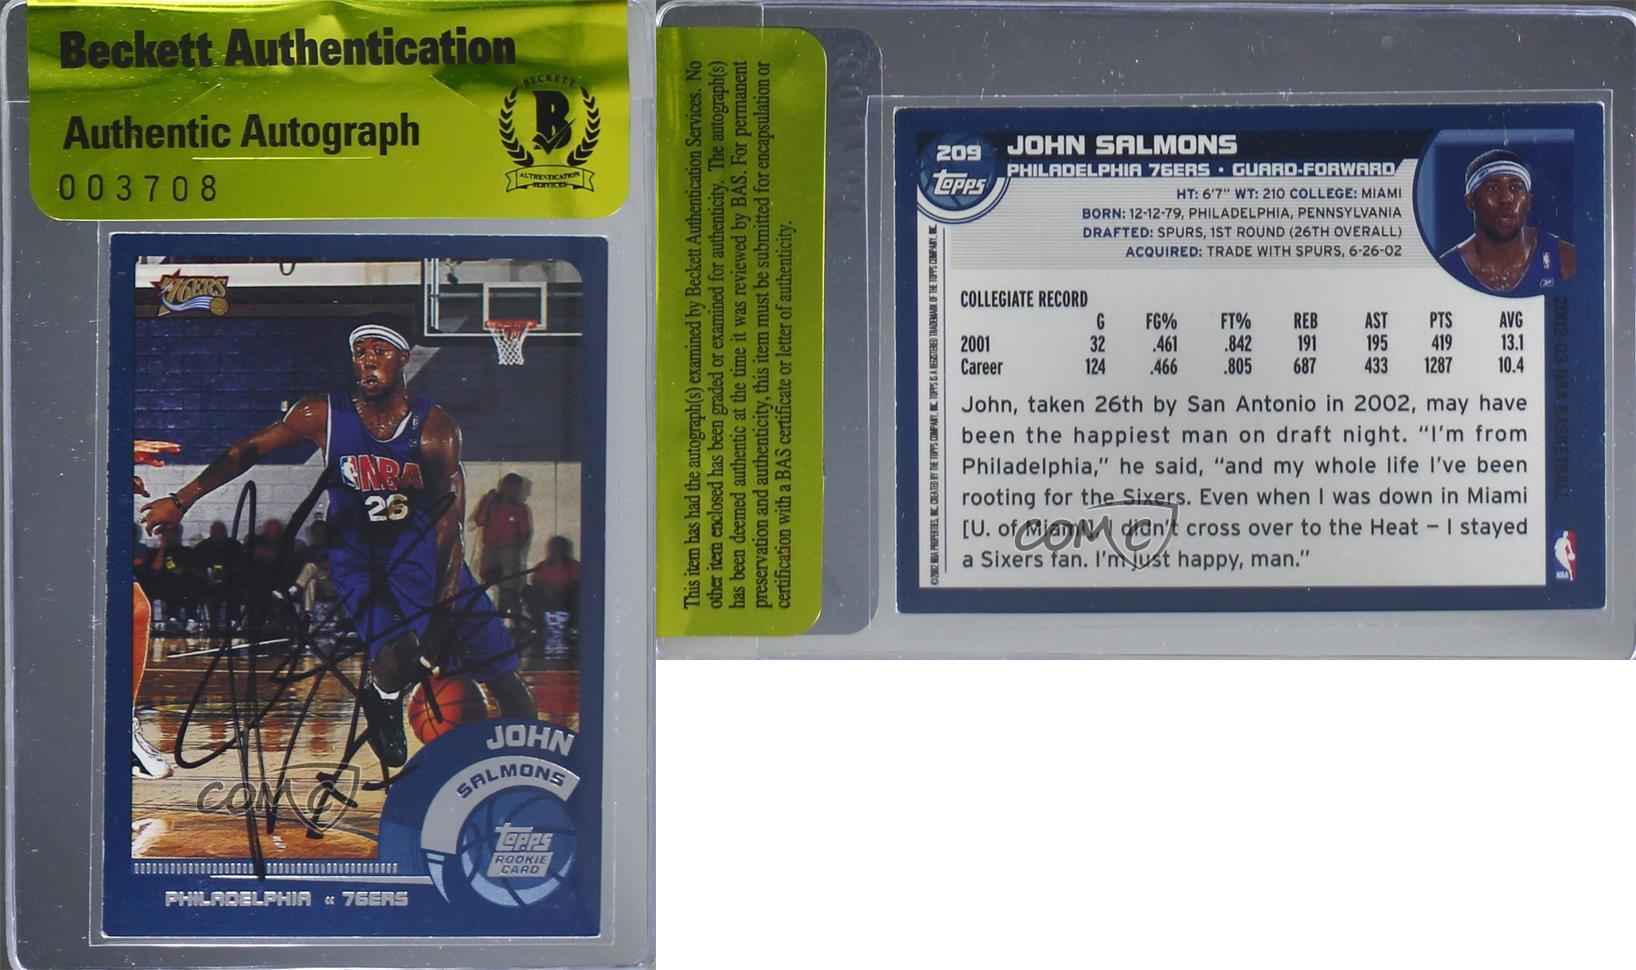 Beckett Authentication
Authentic Autograph
003708
BECKETT
B
AUTHENTICATION
SERVICES
76ERS
NBA
26
JOHN
SALMONS
Topps
ROOKIE
CARD
PHILADELPHIA « 76ERS
COMC
This item has had the autograph(s) examined by Beckett Authentication Services. No
other item enclosed has been graded or examined for authenticity. The autograph(s)
has been deemed authentic at the time it was reviewed by BAS. For permanent
preservation and authenticity, this item must be submitted for encapsulation or
certification with a BAS certificate or letter of authenticity.
209
Topps
JOHN SALMONS
PHILADELPHIA 76ERS · GUARD-FORWARD
HT: 6'7" WT: 210 COLLEGE: MIAMI
BORN: 12-12-79, PHILADELPHIA, PENNSYLVANIA
DRAFTED: SPURS, 1ST ROUND (26TH OVERALL)
ACQUIRED: TRADE WITH SPURS, 6-26-02
COLLEGIATE RECORD
G FG% FT% REB AST PTS AVG
2001 32 .461 .842 191 195 419 13.1
Career 124 .466 .805 687 433 1287 10.4
John, taken 26th by San Antonio in 2002, may have
been the happiest man on draft night. “I’m from
Philadelphia,” he said, “and my whole life I’ve been
rooting for the Sixers. Even when I was down in Miami
[U. of Miami], I didn’t cross over to the Heat – I stayed
a Sixers fan. I’m just happy, man.”
COMC
2002-03 NBA BASKETBALL
NBA